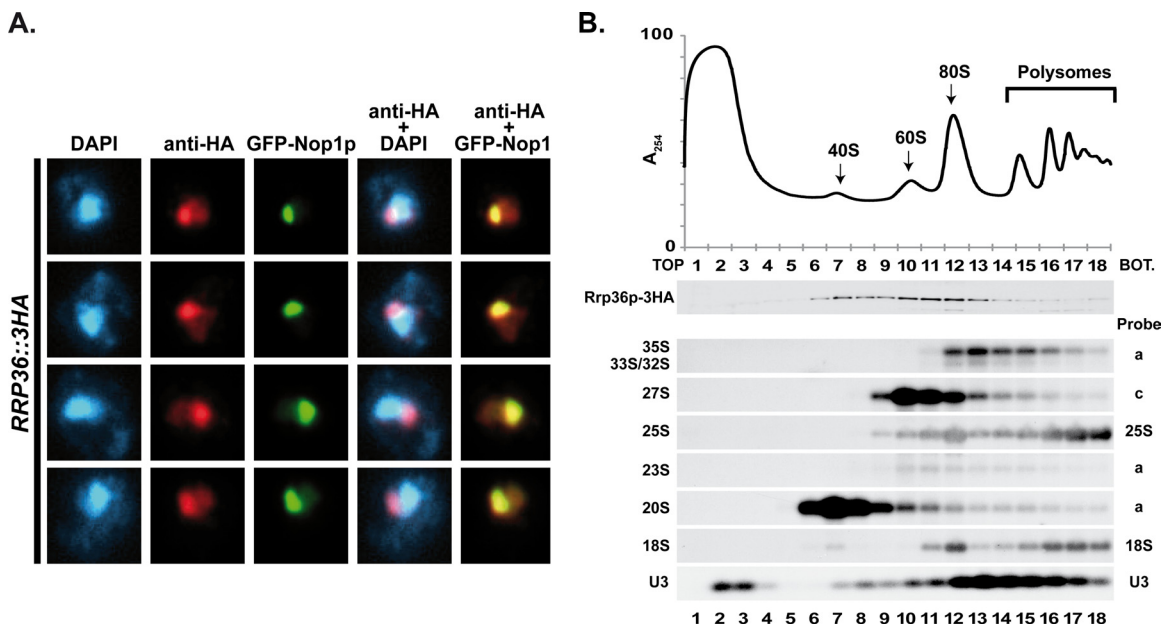 A.
DAPI anti-HA GFP-Nop1p anti-HA + DAPI anti-HA + GFP-Nop1
RRP36::3HA
B.
100
A254
0
40S 60S 80S Polysomes
TOP 1 2 3 4 5 6 7 8 9 10 11 12 13 14 15 16 17 18 BOT.
Rrp36p-3HA
Probe
35S a
33S/32S
27S c
25S 25S
23S a
20S a
18S 18S
U3 U3
1 2 3 4 5 6 7 8 9 10 11 12 13 14 15 16 17 18